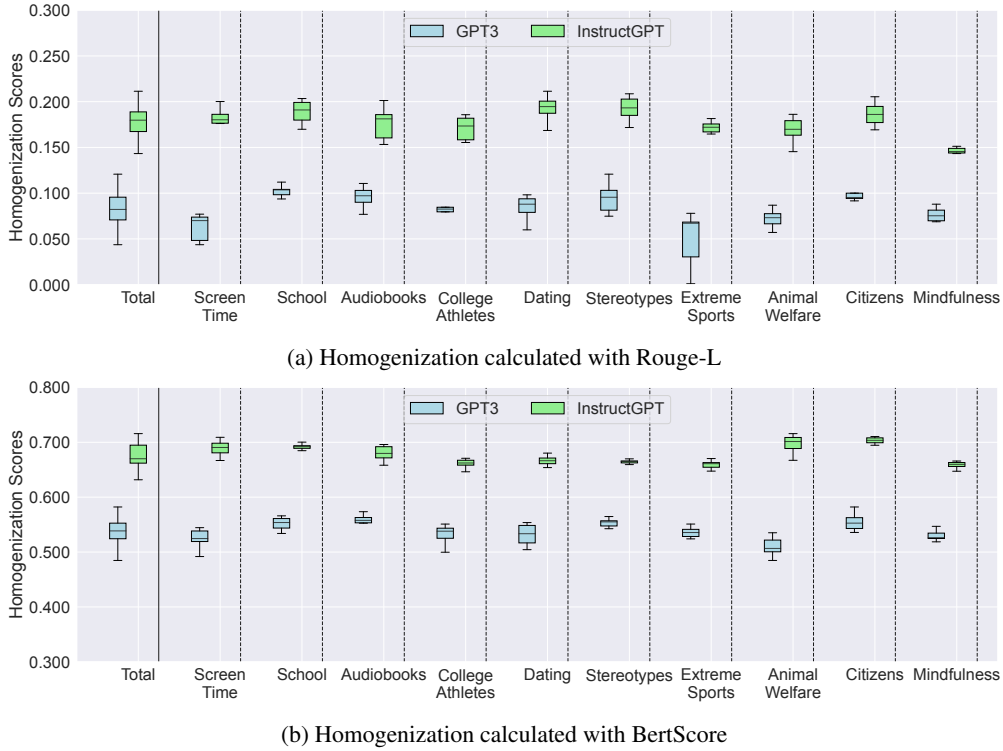 0.300
0.250
0.200
0.150
0.100
0.050
0.000
Homogenization Scores
GPT3 InstructGPT
Total Screen Time School Audiobooks College Athletes Dating Stereotypes Extreme Sports Animal Welfare Citizens Mindfulness
(a) Homogenization calculated with Rouge-L
0.800
0.700
0.600
0.500
0.400
0.300
Homogenization Scores
GPT3 InstructGPT
Total Screen Time School Audiobooks College Athletes Dating Stereotypes Extreme Sports Animal Welfare Citizens Mindfulness
(b) Homogenization calculated with BertScore